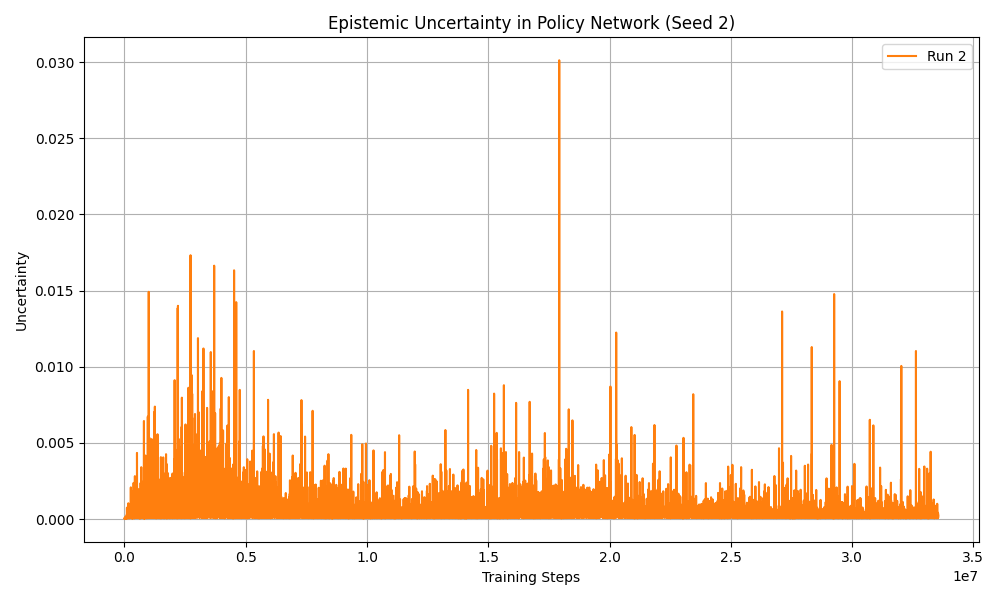 Epistemic Uncertainty in Policy Network (Seed 2)
Run 2
Uncertainty
0.030
0.025
0.020
0.015
0.010
0.005
0.000
0.0 0.5 1.0 1.5 2.0 2.5 3.0 3.5
1e7
Training Steps